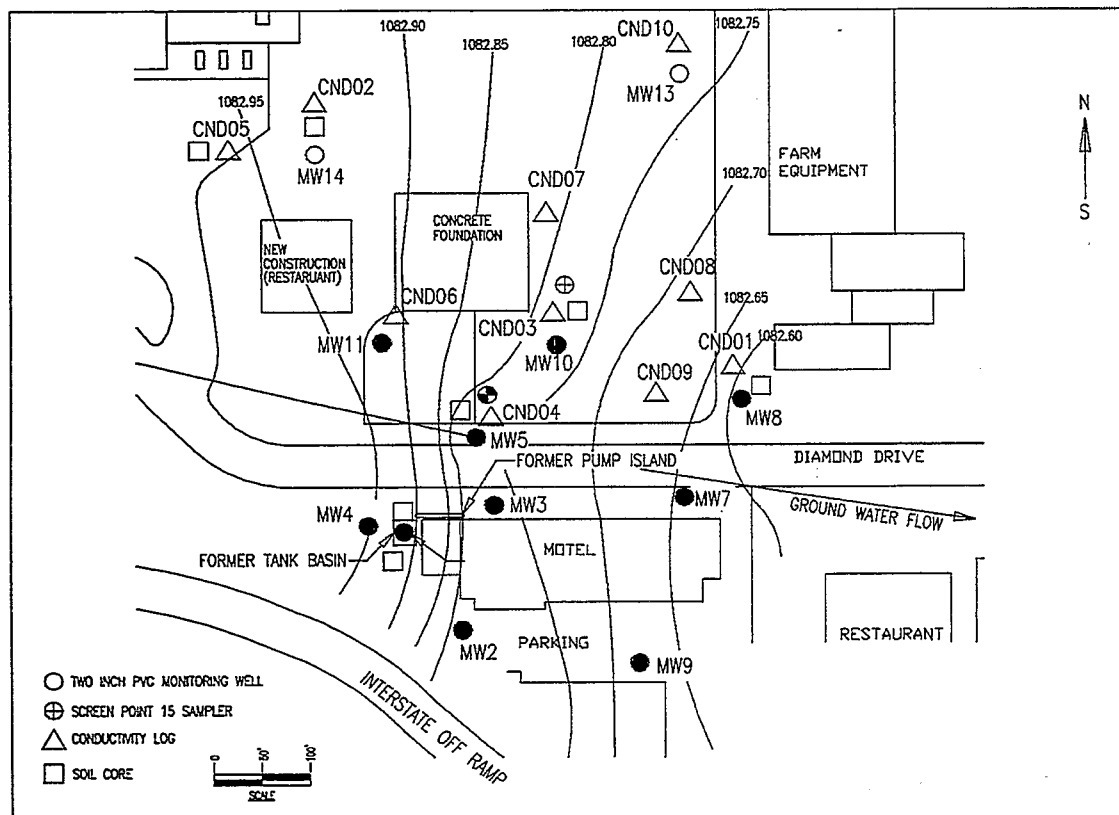 1082.90
1082.85
1082.80
CND10
1082.75
MW13
1082.95
CND02
CND05
MW14
N
S
FARM
EQUIPMENT
1082.70
CND07
CONCRETE
FOUNDATION
NEW
CONSTRUCTION
(RESTARUANT)
CND08
CND06
CND03
1082.65
1082.60
MW11
MW10
CND01
CND09
CND04
MW8
MW5
DIAMOND DRIVE
FORMER PUMP ISLAND
MW4
MW3
MW7
GROUND WATER FLOW
FORMER TANK BASIN
MOTEL
MW2
PARKING
MW9
RESTAURANT
INTERSTATE OFF RAMP
TWO INCH PVC MONITORING WELL
SCREEN POINT 15 SAMPLER
CONDUCTIVITY LOG
SOIL CORE
0
50'
100'
SCALE